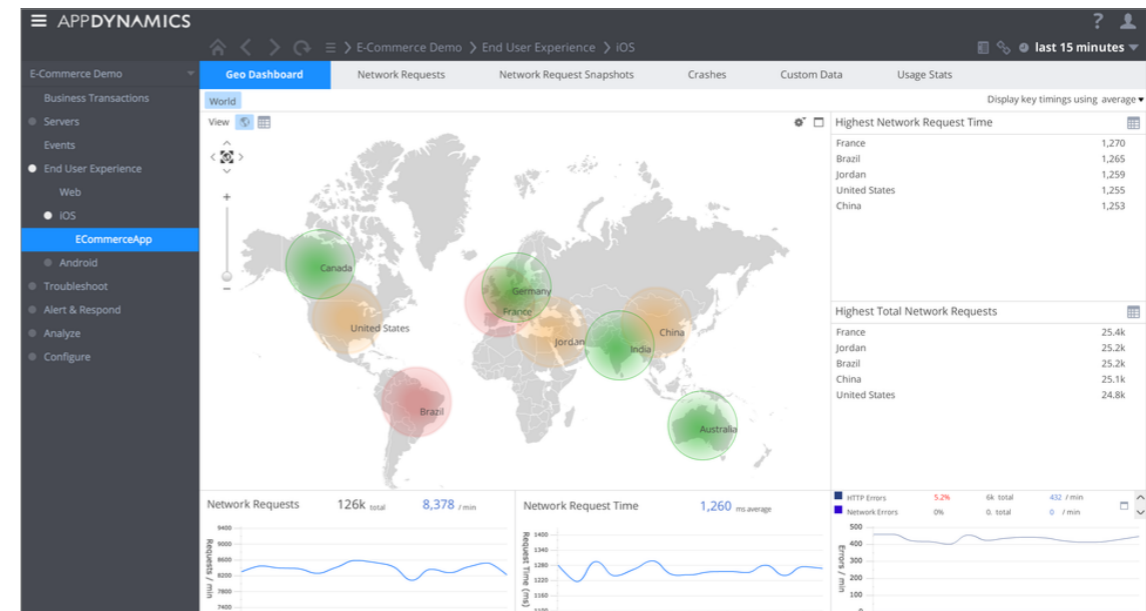 APPDYNAMICS
?
E-Commerce Demo End User Experience iOS
last 15 minutes
E-Commerce Demo
Business Transactions
Servers
Events
End User Experience
Web
iOS
ECommerceApp
Android
Troubleshoot
Alert & Respond
Analyze
Configure
Geo Dashboard Network Requests Network Request Snapshots Crashes Custom Data Usage Stats
World
Display key timings using average
View
Canada
Germany
France
United States
China
Jordan
India
Brazil
Australia
Highest Network Request Time
France 1,270
Brazil 1,265
Jordan 1,259
United States 1,255
China 1,253
Highest Total Network Requests
France 25.4k
Jordan 25.2k
Brazil 25.2k
China 25.1k
United States 24.8k
Network Requests 126k total 8,378 / min
Requests / min
9400
9000
8600
8200
7800
7400
Network Request Time 1,260 ms average
Request Time (ms)
1400
1340
1280
1220
1160
1100
HTTP Errors 5.2% 6k total 432 / min
Network Errors 0% 0. total 0 / min
Errors / min
500
400
300
200
100
0